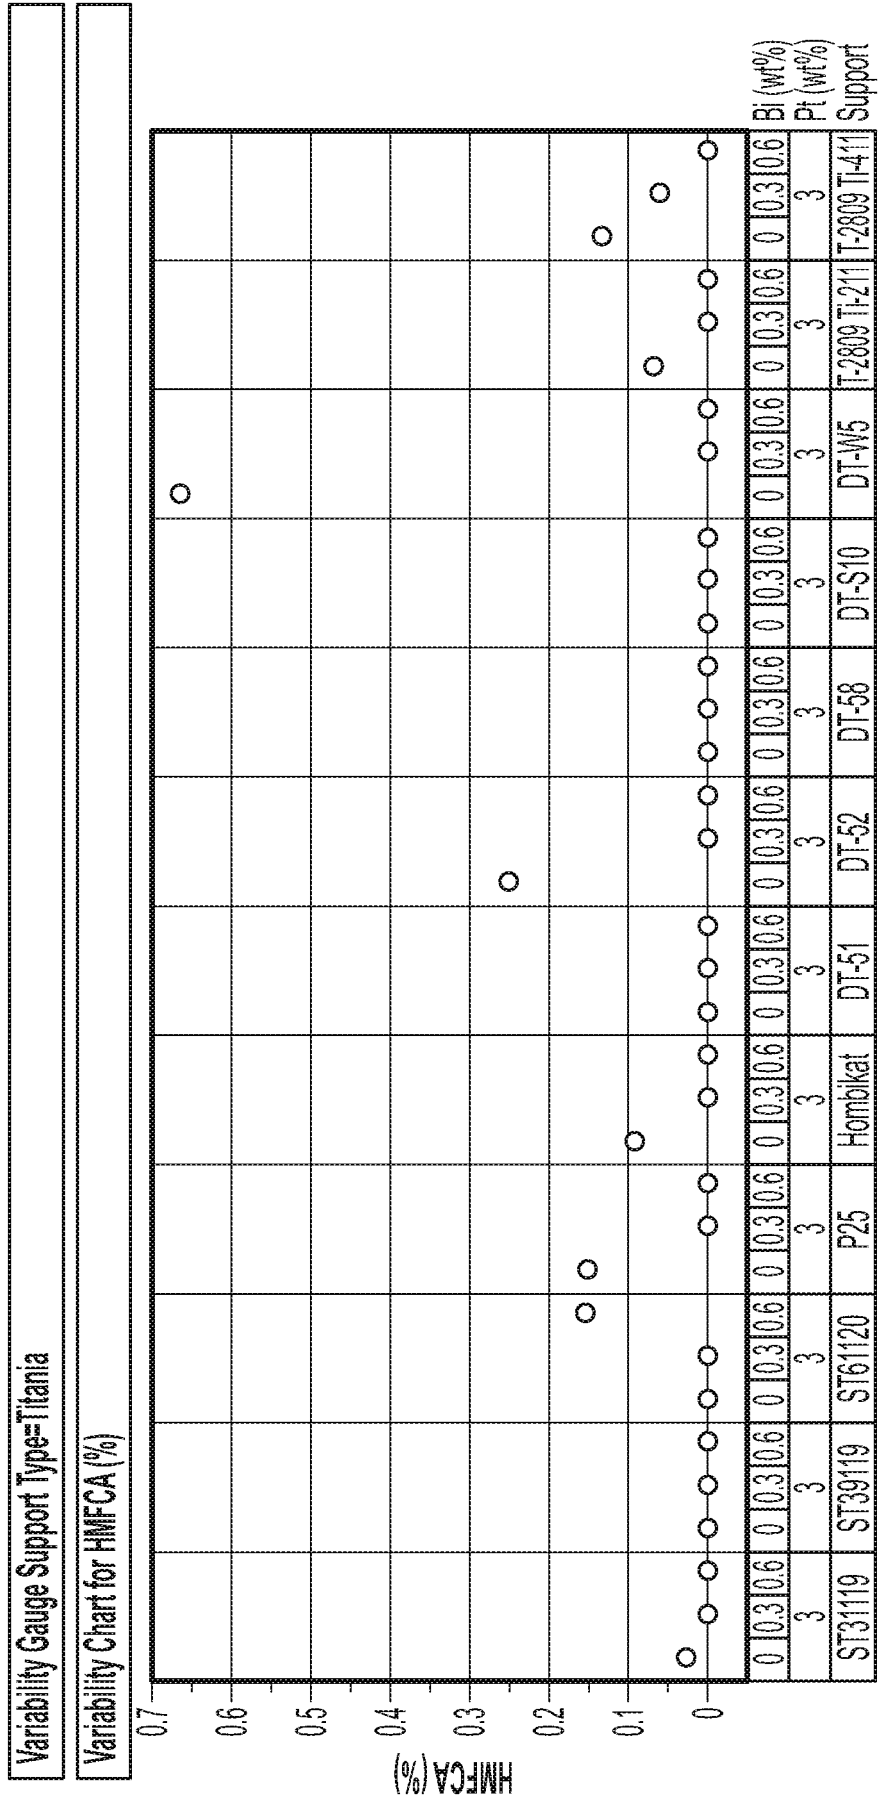 Variability Gauge Support Type=Titania
Variability Chart for HMFCA (%)
HMFCA (%)
0.7
0.6
0.5
0.4
0.3
0.2
0.1
0
0 0.3 0.6 0 0.3 0.6 0 0.3 0.6 0 0.3 0.6 0 0.3 0.6 0 0.3 0.6 0 0.3 0.6 0 0.3 0.6 0 0.3 0.6 0 0.3 0.6 0 0.3 0.6 0 0.3 0.6 Bi (wt%)
3 3 3 3 3 3 3 3 3 3 3 3 Pt (wt%)
ST31119 ST39119 ST61120 P25 Hombikat DT-51 DT-52 DT-58 DT-S10 DT-W5 T-2809 Ti-211 T-2809 Ti-411 Support